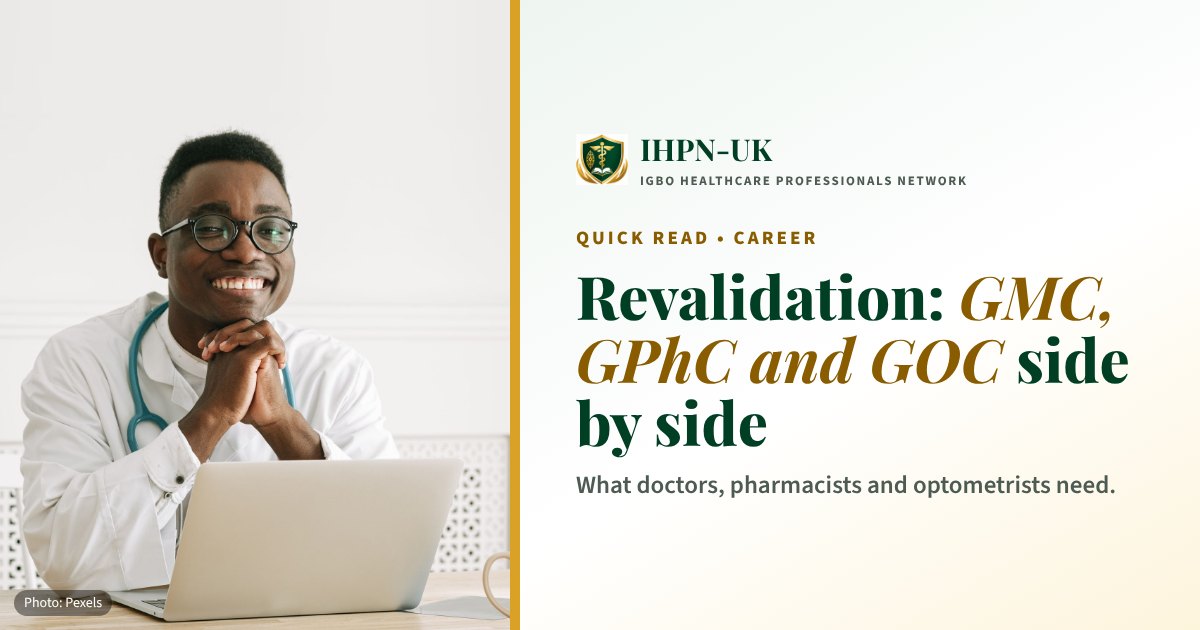 IHPN-UK
IGBO HEALTHCARE PROFESSIONALS NETWORK
QUICK READ • CAREER
Revalidation: GMC,
GPhC and GOC side
by side
What doctors, pharmacists and optometrists need.
Photo: Pexels